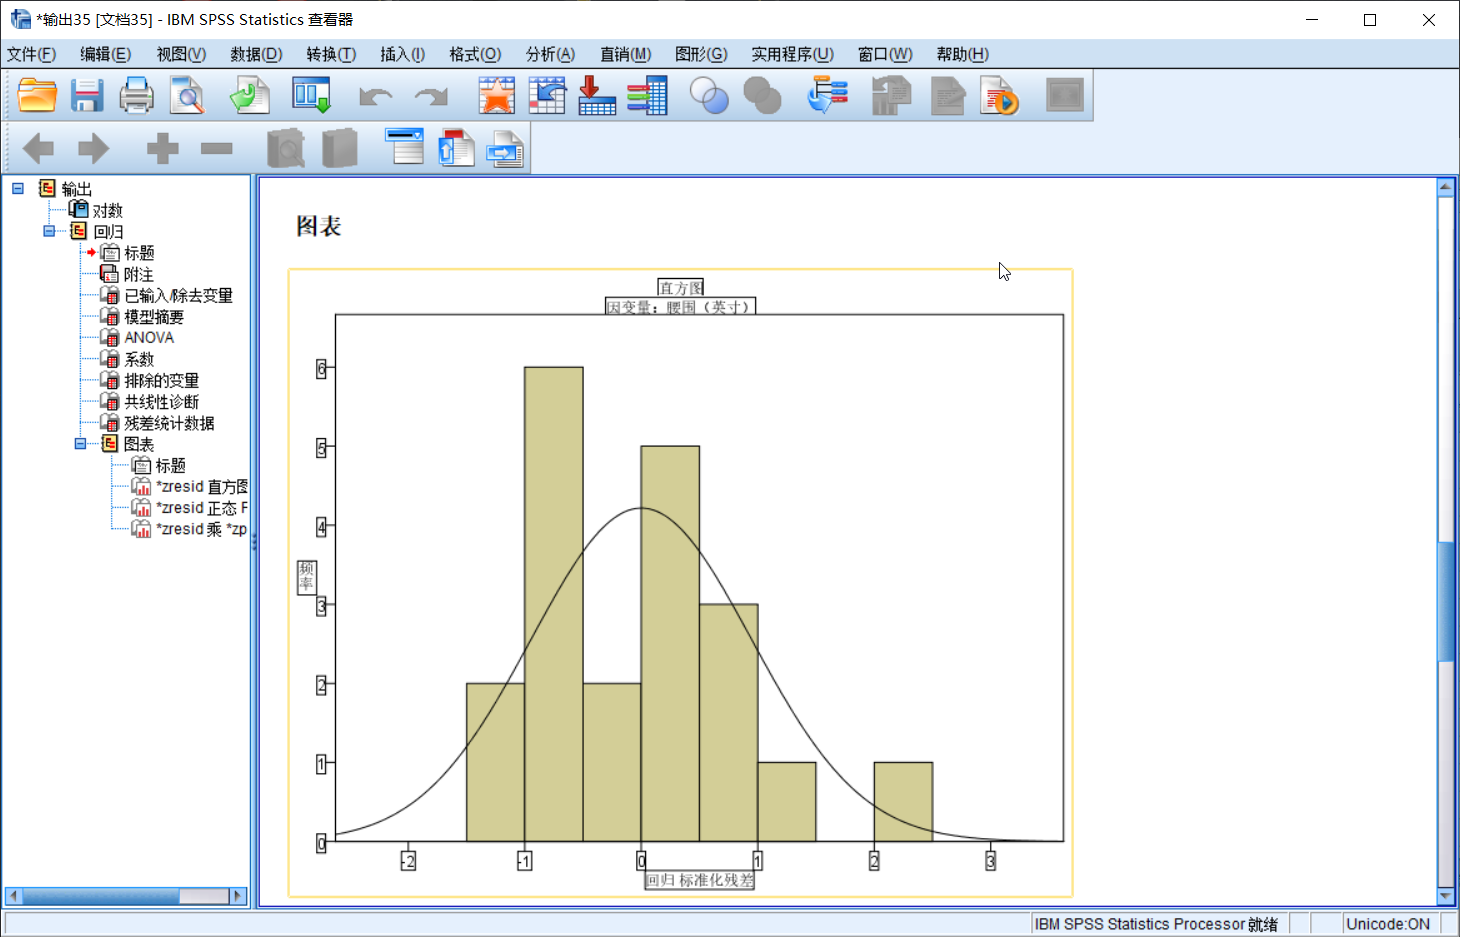 *输出35 [文档35] - IBM SPSS Statistics 查看器
文件(F) 编辑(E) 视图(V) 数据(D) 转换(T) 插入(I) 格式(O) 分析(A) 直销(M) 图形(G) 实用程序(U) 窗口(W) 帮助(H)
输出
对数
回归
标题
附注
已输入/除去变量
模型摘要
ANOVA
系数
排除的变量
共线性诊断
残差统计数据
图表
标题
*zresid 直方图
*zresid 正态 F
*zresid 乘 *zp
图表
直方图
因变量：腰围（英寸）
6
5
4
频率
3
2
1
0
-2 -1 0 1 2 3
回归 标准化残差
IBM SPSS Statistics Processor 就绪 Unicode:ON